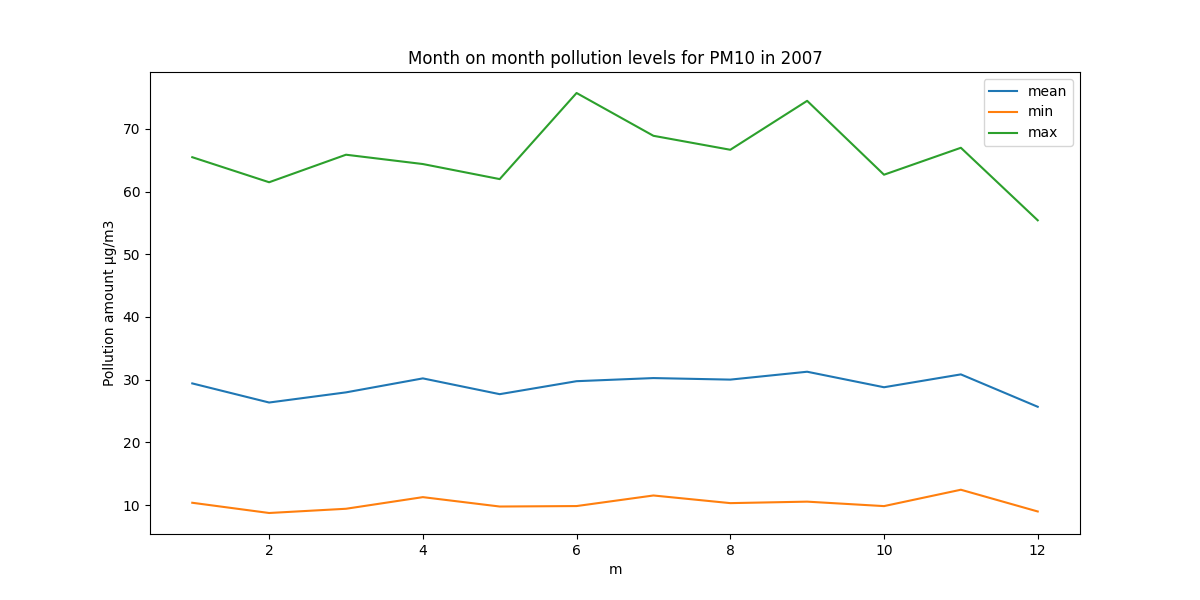 Month on month pollution levels for PM10 in 2007
mean
min
max
70
60
50
40
30
20
10
Pollution amount µg/m3
2 4 6 8 10 12
m